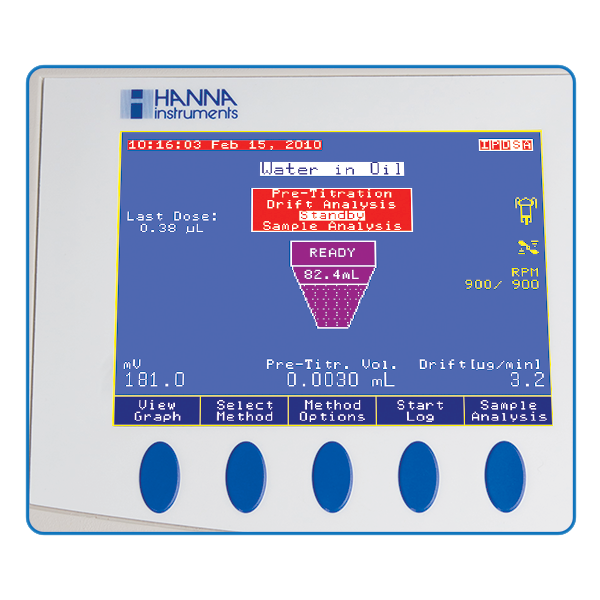 HANNA
instruments
10:16:03 Feb 15, 2010
IPDSA
Water in Oil
Pre-Titration
Drift Analysis
Standby
Sample Analysis
Last Dose:
0.38 µL
READY
82.4mL
RPM
900/ 900
mV
181.0
Pre-Titr. Vol.
0.0030 mL
Drift[µg/min]
3.2
View
Graph
Select
Method
Method
Options
Start
Log
Sample
Analysis